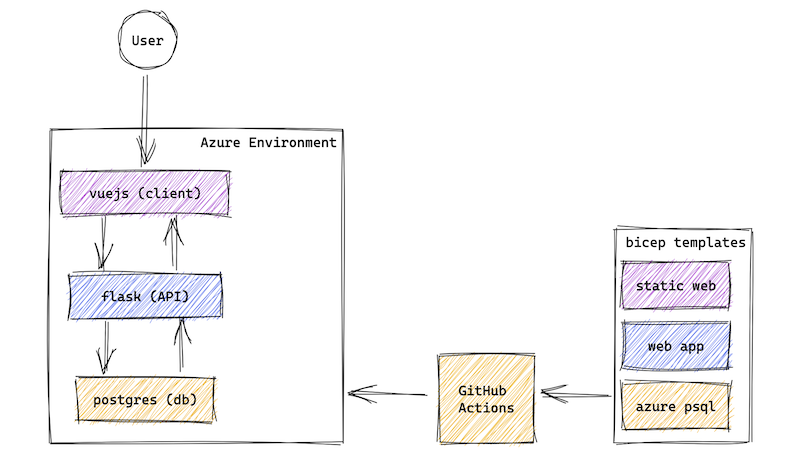 User
Azure Environment
vuejs (client)
flask (API)
postgres (db)
GitHub
Actions
bicep templates
static web
web app
azure psql